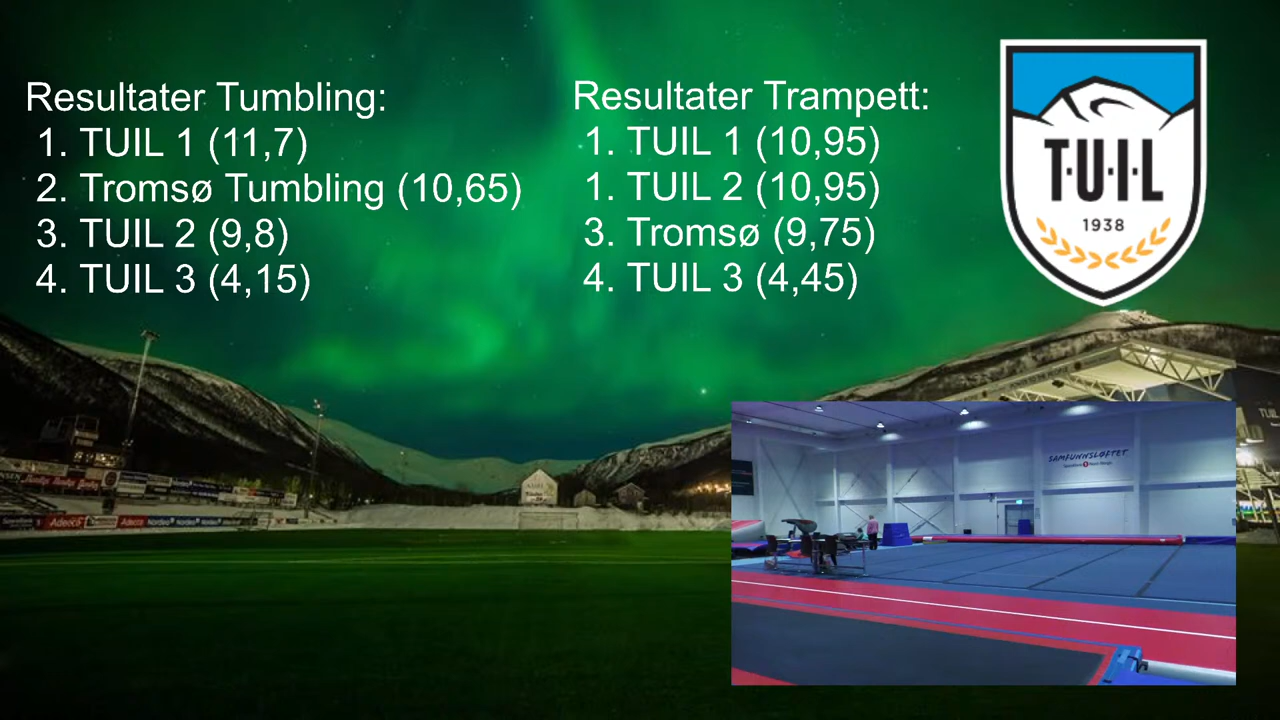 Resultater Tumbling:
1. TUIL 1 (11,7)
2. Tromsø Tumbling (10,65)
3. TUIL 2 (9,8)
4. TUIL 3 (4,15)
Resultater Trampett:
1. TUIL 1 (10,95)
1. TUIL 2 (10,95)
3. Tromsø (9,75)
4. TUIL 3 (4,45)
T·U·I·L
1938
SAMFUNNSLØFTET
Adecco
Adecco